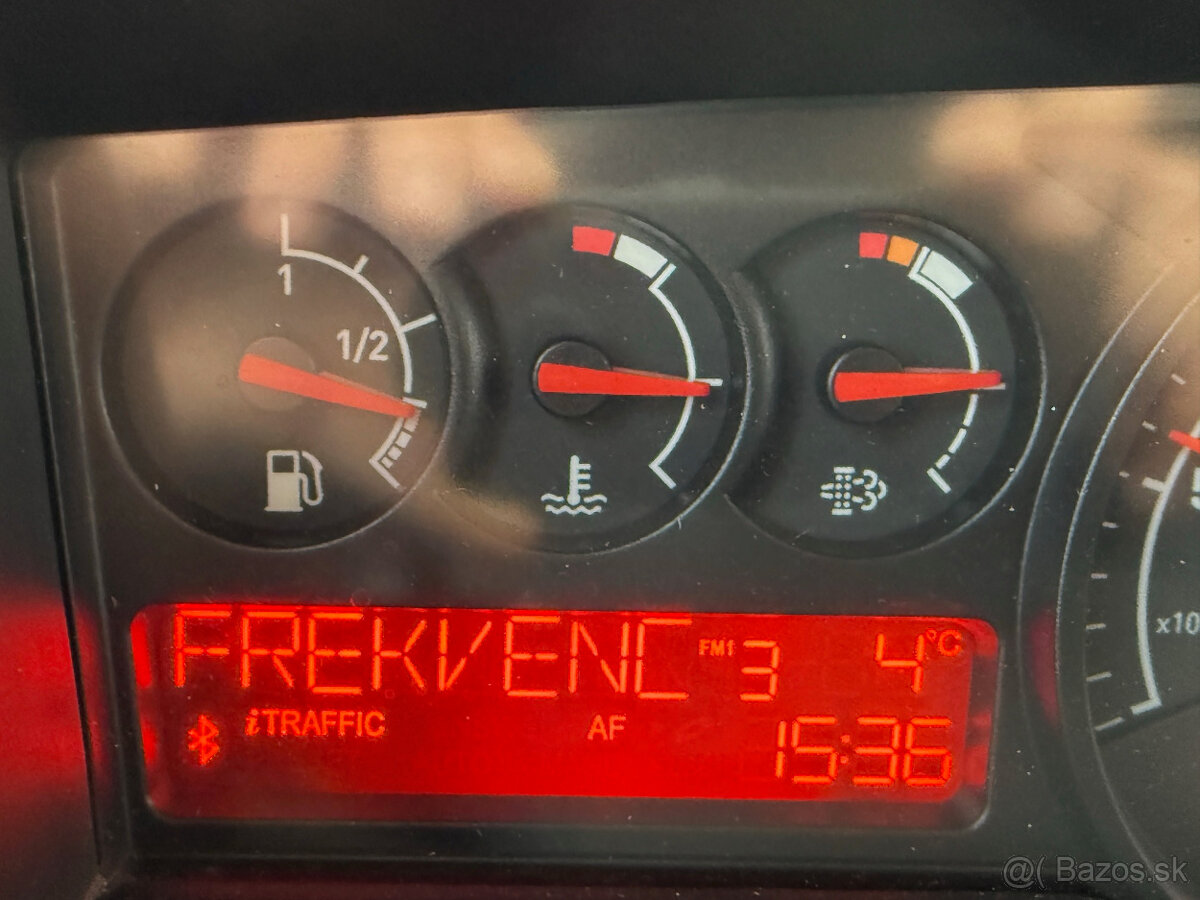 1
1/2
FREKVENC FM1 3 4°C
iTRAFFIC AF 15:36
x10
@( Bazos.sk